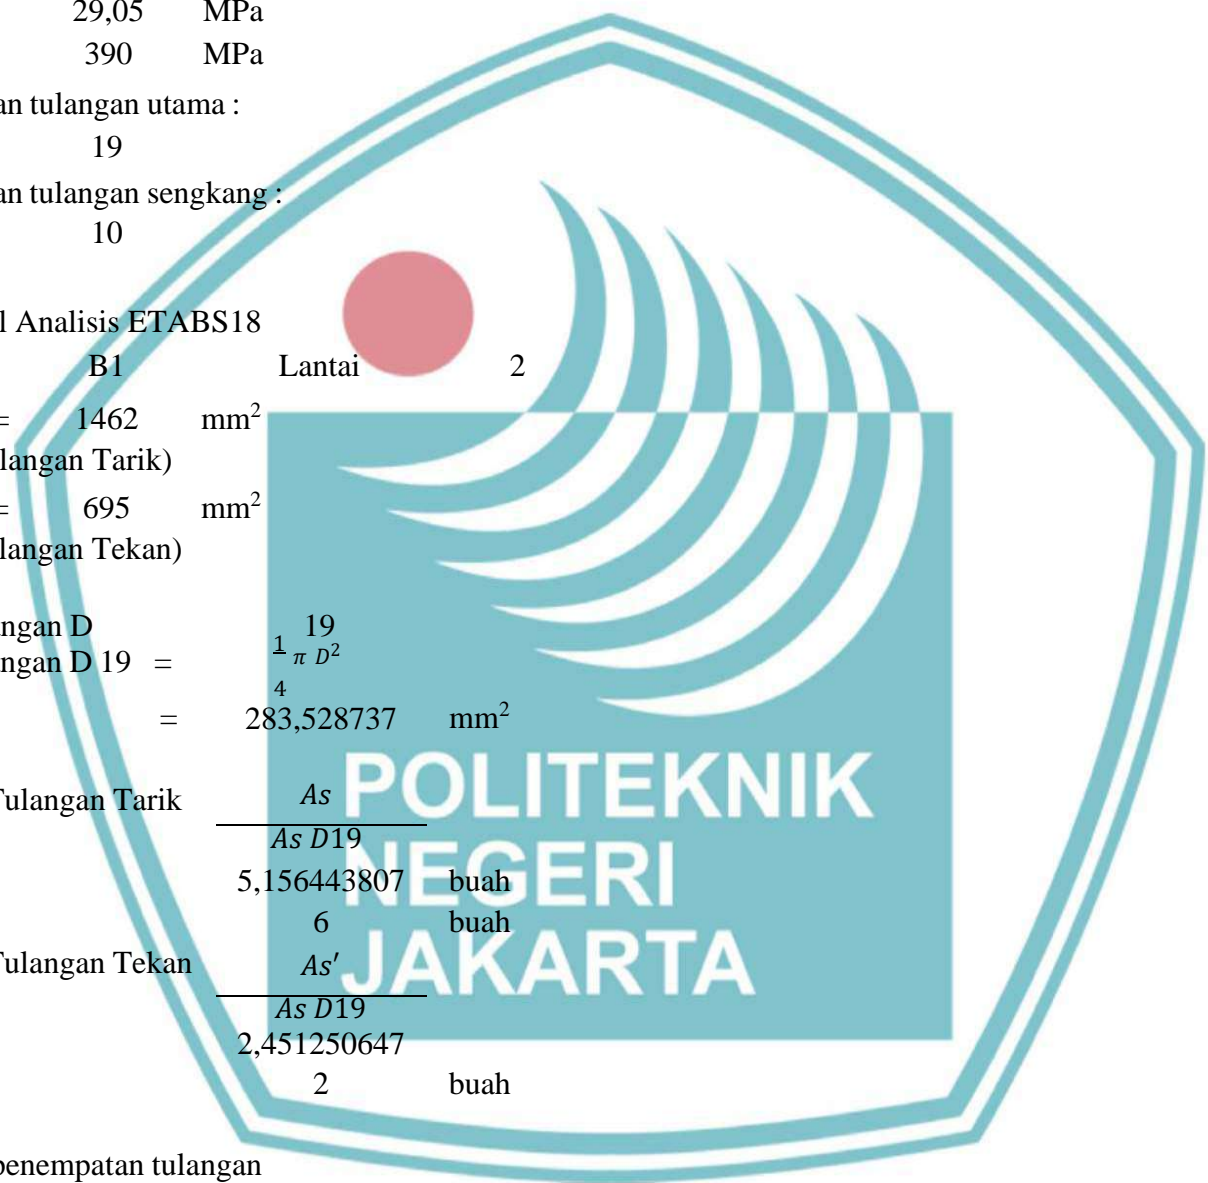 29,05 MPa
390 MPa
an tulangan utama :
19
an tulangan sengkang :
10
l Analisis ETABS18
B1 Lantai 2
= 1462 mm²
langan Tarik)
= 695 mm²
langan Tekan)
ngan D 19
ngan D 19 = 1/4 π D²
= 283,528737 mm²
Tulangan Tarik As
As D19
5,156443807 buah
6 buah
Tulangan Tekan As′
As D19
2,451250647
2 buah
penempatan tulangan
POLITEKNIK
NEGERI
JAKARTA